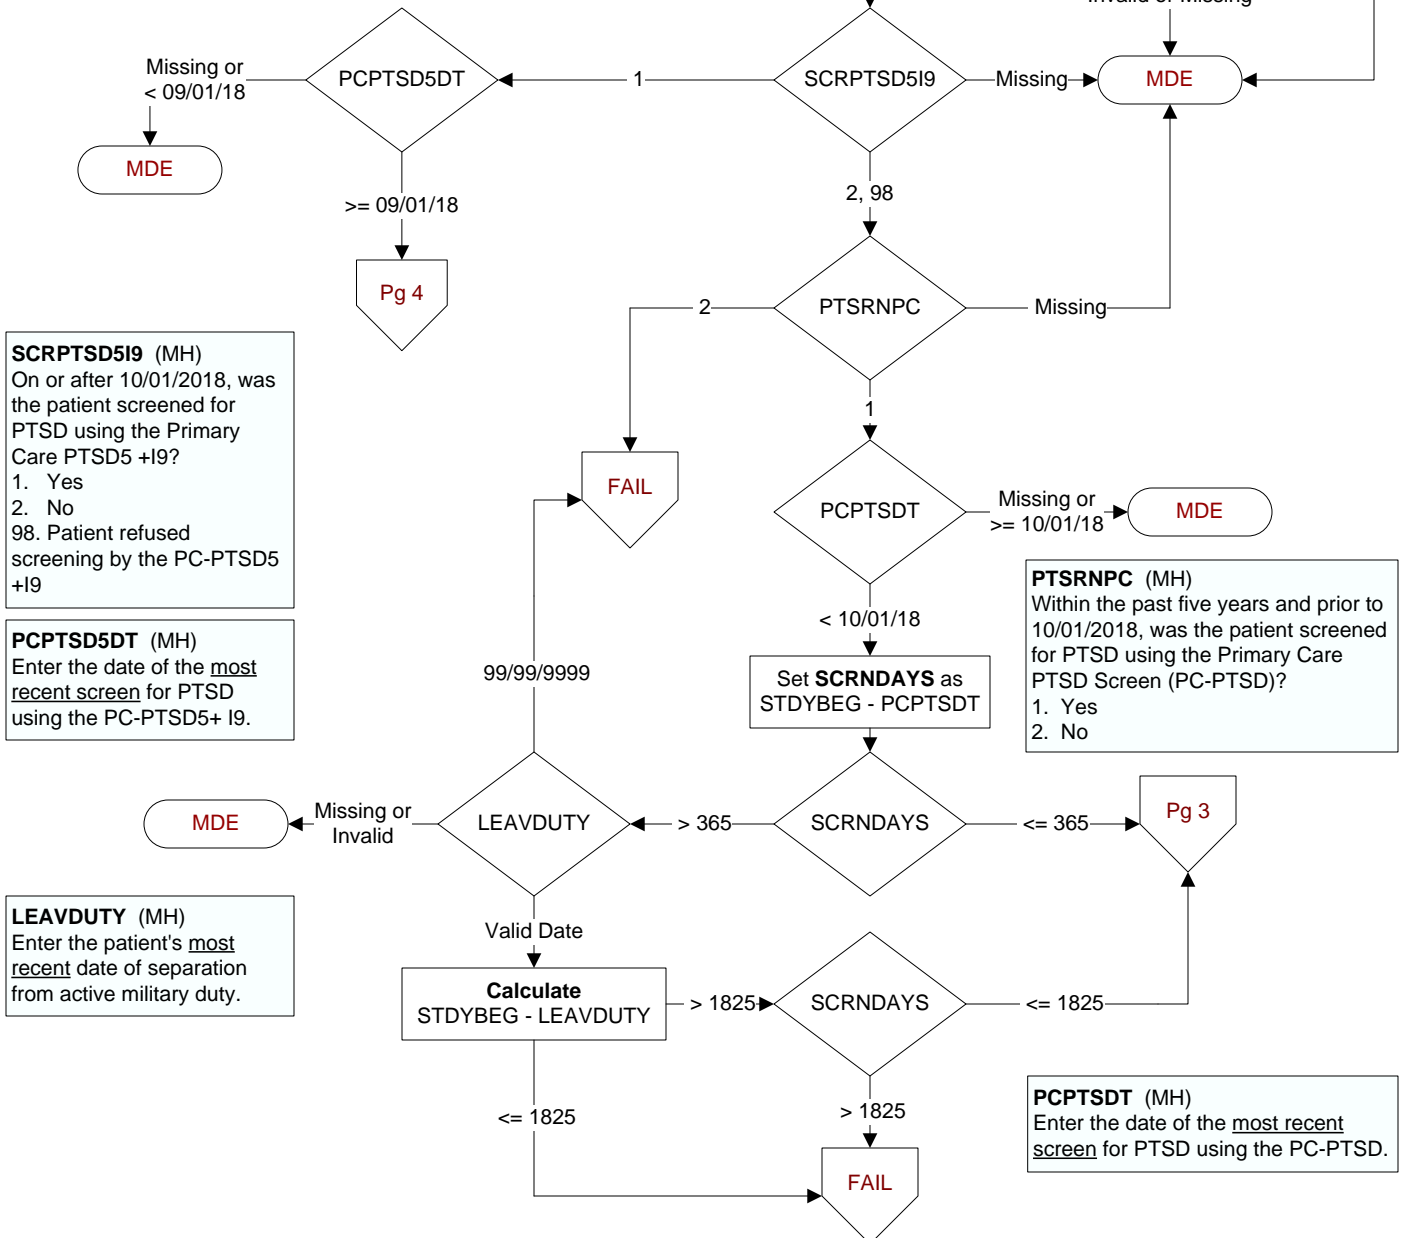 Invalid or Missing
Missing or
< 09/01/18
PCPTSD5DT
1
SCRPTSD5I9
Missing
MDE
MDE
>= 09/01/18
2, 98
Pg 4
2
PTSRNPC
Missing
SCRPTSD5I9 (MH)
On or after 10/01/2018, was
the patient screened for
PTSD using the Primary
Care PTSD5 +I9?
1. Yes
2. No
98. Patient refused
screening by the PC-PTSD5
+I9
1
FAIL
PCPTSDT
Missing or
>= 10/01/18
MDE
PTSRNPC (MH)
Within the past five years and prior to
10/01/2018, was the patient screened
for PTSD using the Primary Care
PTSD Screen (PC-PTSD)?
1. Yes
2. No
PCPTSD5DT (MH)
Enter the date of the most
recent screen for PTSD
using the PC-PTSD5+ I9.
< 10/01/18
99/99/9999
Set SCRNDAYS as
STDYBEG - PCPTSDT
MDE
Missing or
Invalid
LEAVDUTY
> 365
SCRNDAYS
<= 365
Pg 3
LEAVDUTY (MH)
Enter the patient's most
recent date of separation
from active military duty.
Valid Date
Calculate
STDYBEG - LEAVDUTY
> 1825
SCRNDAYS
<= 1825
<= 1825
> 1825
PCPTSDT (MH)
Enter the date of the most recent
screen for PTSD using the PC-PTSD.
FAIL